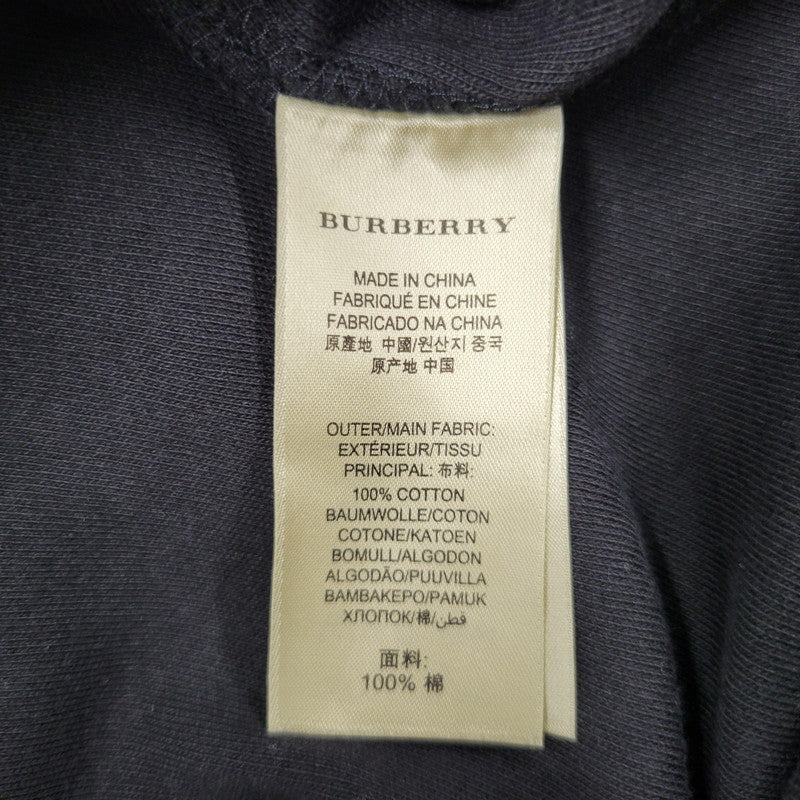 BURBERRY
MADE IN CHINA
FABRIQUÉ EN CHINE
FABRICADO NA CHINA
原產地 中國/원산지 중국
原产地 中国
OUTER/MAIN FABRIC:
EXTÉRIEUR/TISSU
PRINCIPAL: 布料:
100% COTTON
BAUMWOLLE/COTON
COTONE/KATOEN
BOMULL/ALGODON
ALGODÃO/PUUVILLA
BAMBAKEPO/PAMUK
ХЛОПОК/棉/قطن
面料:
100% 棉